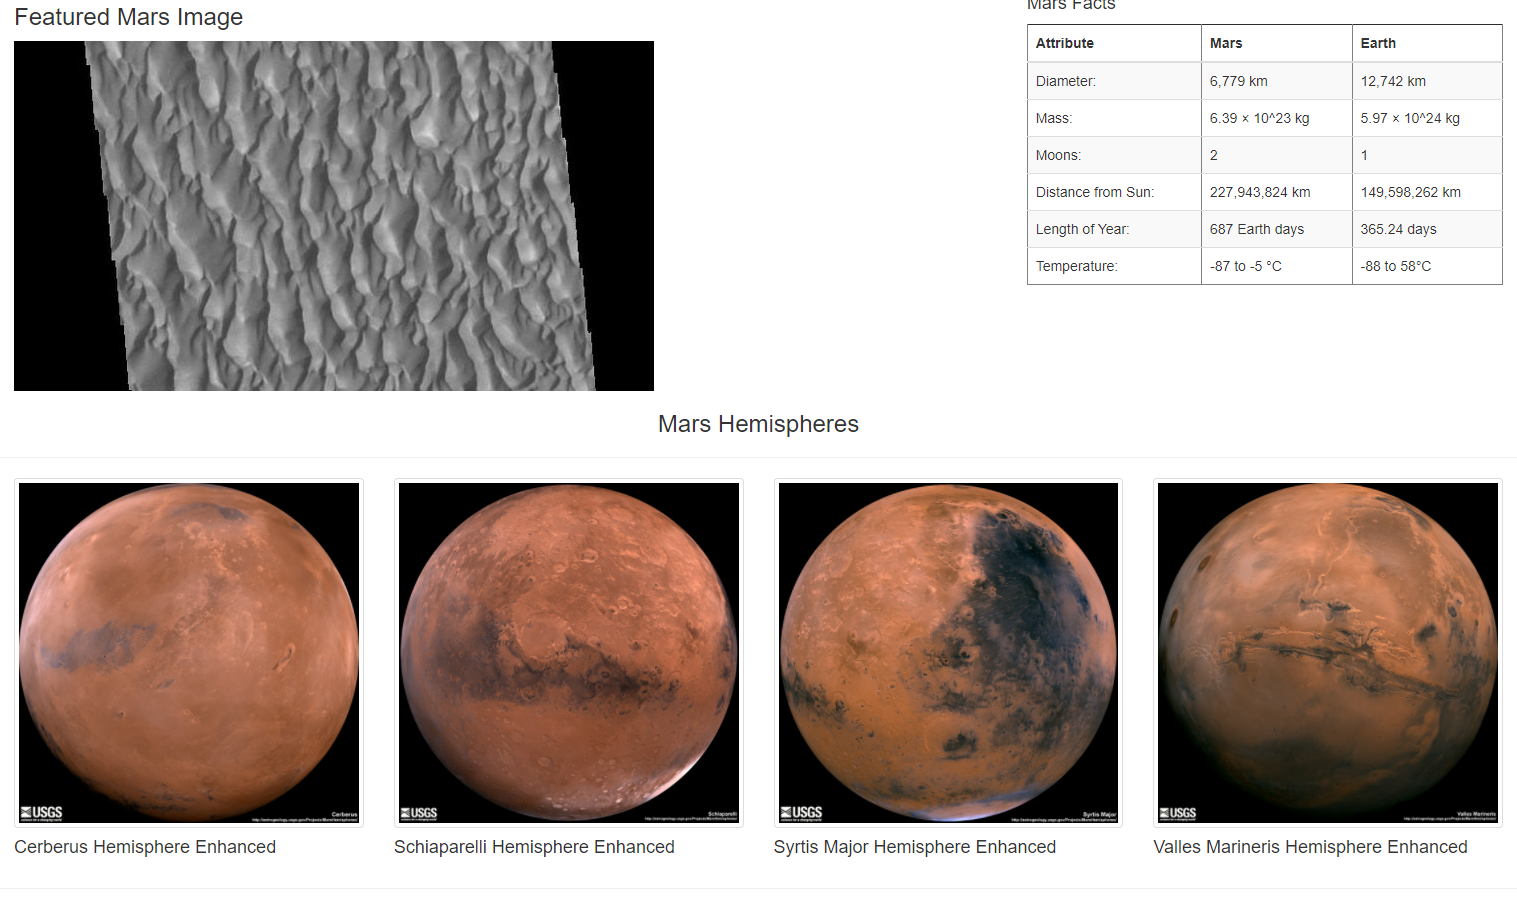 Featured Mars Image
Mars Facts
Attribute Mars Earth
Diameter: 6,779 km 12,742 km
Mass: 6.39 × 10^23 kg 5.97 × 10^24 kg
Moons: 2 1
Distance from Sun: 227,943,824 km 149,598,262 km
Length of Year: 687 Earth days 365.24 days
Temperature: -87 to -5 °C -88 to 58°C
Mars Hemispheres
USGS
Cerberus
USGS
Schiaparelli
USGS
Syrtis Major
USGS
Valles Marineris
Cerberus Hemisphere Enhanced
Schiaparelli Hemisphere Enhanced
Syrtis Major Hemisphere Enhanced
Valles Marineris Hemisphere Enhanced